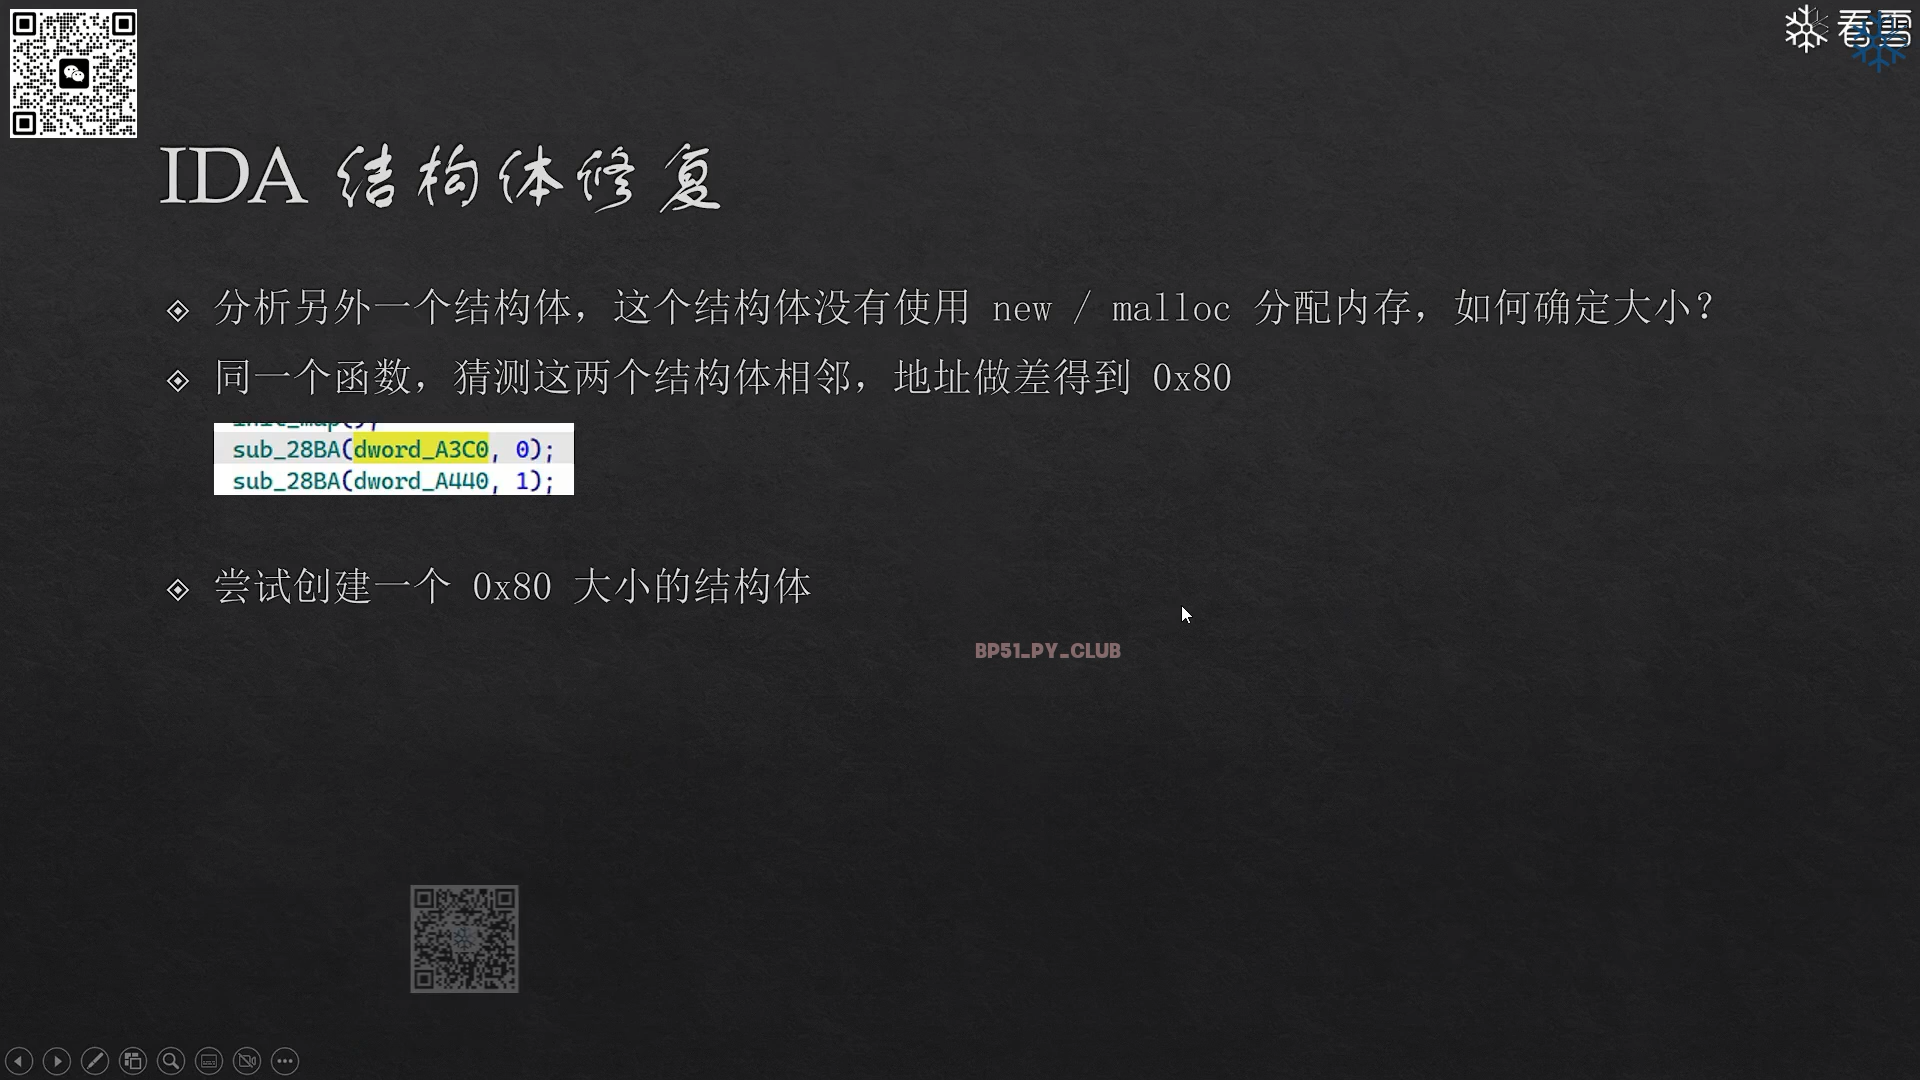 看雪
IDA 结构体修复
分析另外一个结构体，这个结构体没有使用 new / malloc 分配内存，如何确定大小？
同一个函数，猜测这两个结构体相邻，地址做差得到 0x80
init_map();
sub_28BA(dword_A3C0, 0);
sub_28BA(dword_A440, 1);
尝试创建一个 0x80 大小的结构体
BP51_PY_CLUB